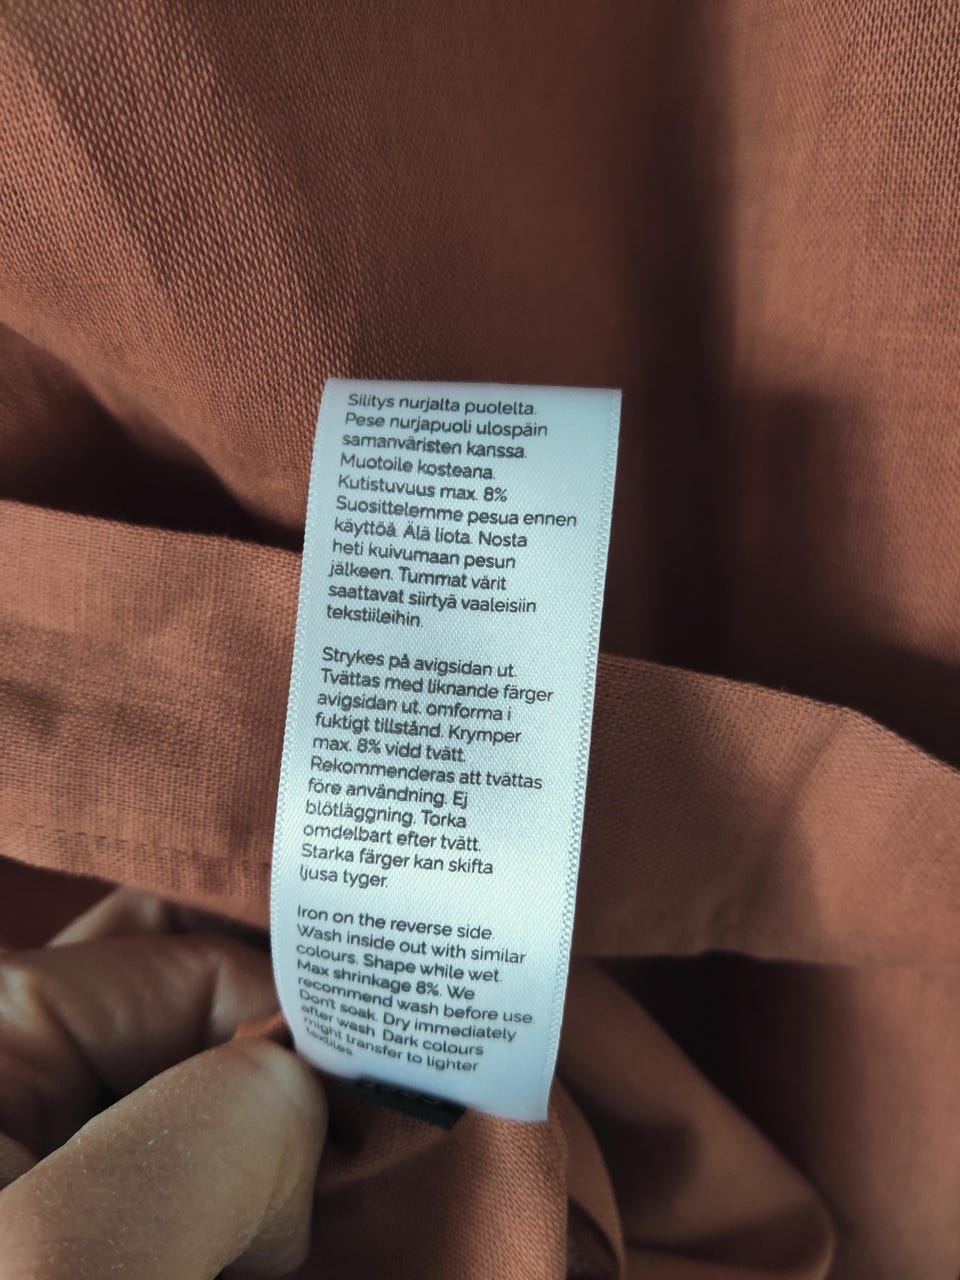 Silitys nurjalta puolelta.
Pese nurjapuoli ulospäin
samanväristen kanssa.
Muotoile kosteana.
Kutistuvuus max. 8%
Suosittelemme pesua ennen
käyttöä. Älä liota. Nosta
heti kuivumaan pesun
jälkeen. Tummat värit
saattavat siirtyä vaaleisiin
tekstiileihin.
Strykes på avigsidan ut.
Tvättas med liknande färger
avigsidan ut. omforma i
fuktigt tillstånd. Krymper
max. 8% vidd tvätt.
Rekommenderas att tvättas
före användning. Ej
blötläggning. Torka
omdelbart efter tvätt.
Starka färger kan skifta
ljusa tyger.
Iron on the reverse side.
Wash inside out with similar
colours. Shape while wet.
Max shrinkage 8%. We
recommend wash before use.
Don't soak. Dry immediately
after wash. Dark colours
might transfer to lighter
textiles